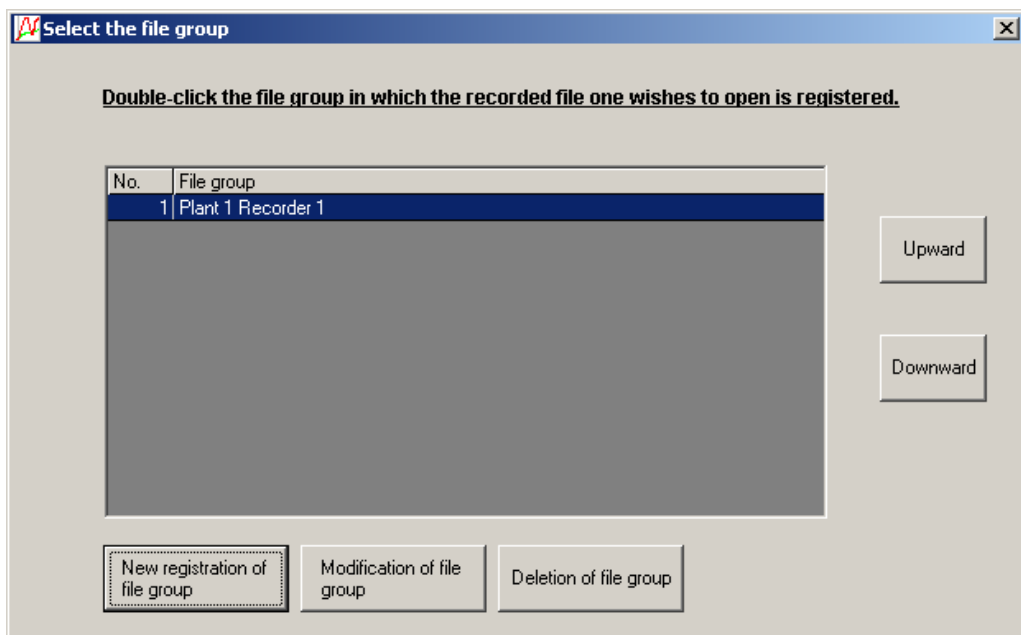 Select the file group
Double-click the file group in which the recorded file one wishes to open is registered.
No. File group
1 Plant 1 Recorder 1
Upward
Downward
New registration of
file group
Modification of file
group
Deletion of file group